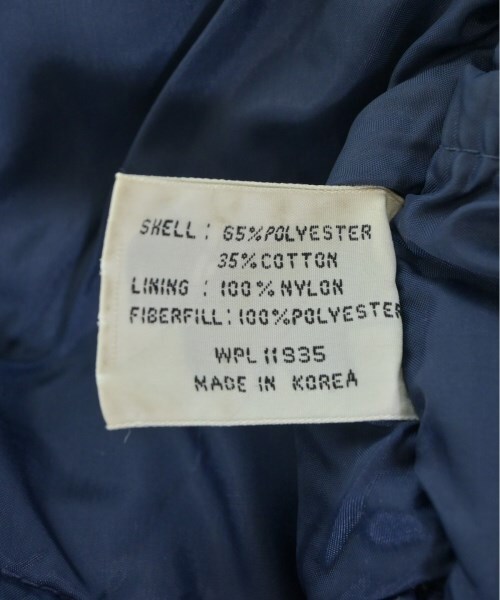 SHELL: 65%POLYESTER
35%COTTON
LINING : 100%NYLON
FIBERFILL:100%POLYESTER
WPL 11935
MADE IN KOREA